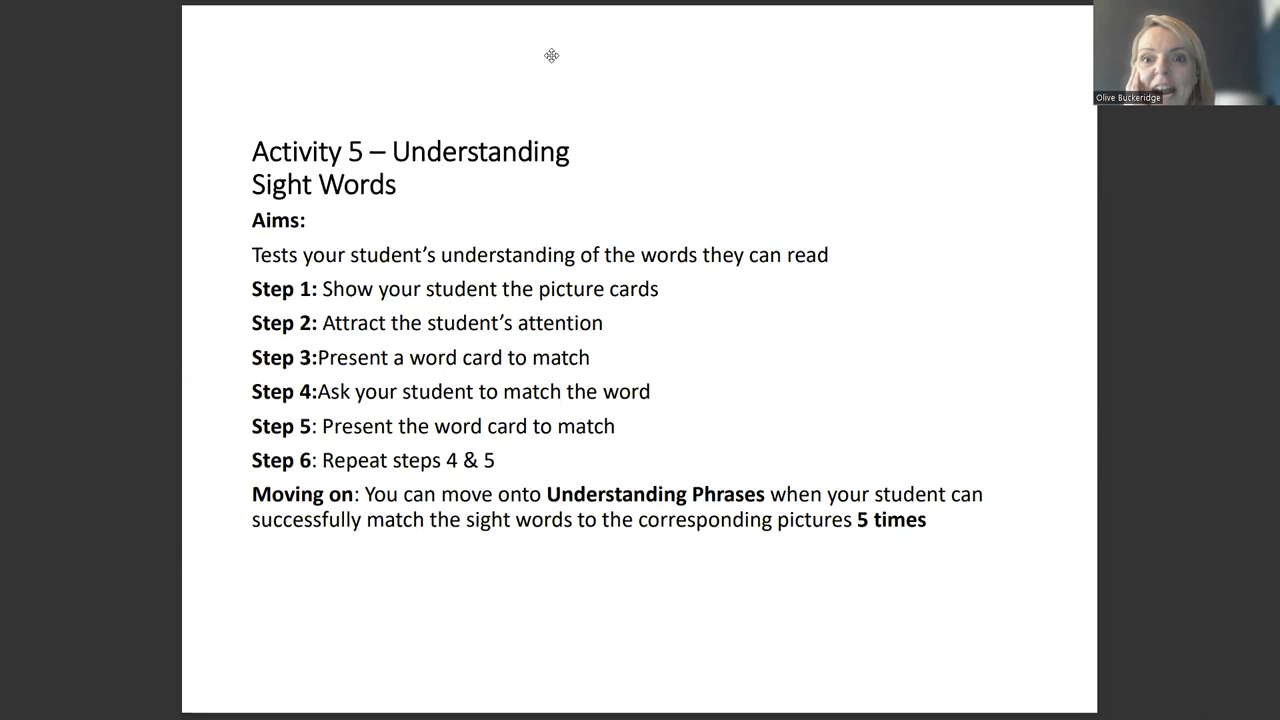 Olive Buckeridge
Activity 5 – Understanding
Sight Words
Aims:
Tests your student’s understanding of the words they can read
Step 1: Show your student the picture cards
Step 2: Attract the student’s attention
Step 3:Present a word card to match
Step 4:Ask your student to match the word
Step 5: Present the word card to match
Step 6: Repeat steps 4 & 5
Moving on: You can move onto Understanding Phrases when your student can
successfully match the sight words to the corresponding pictures 5 times